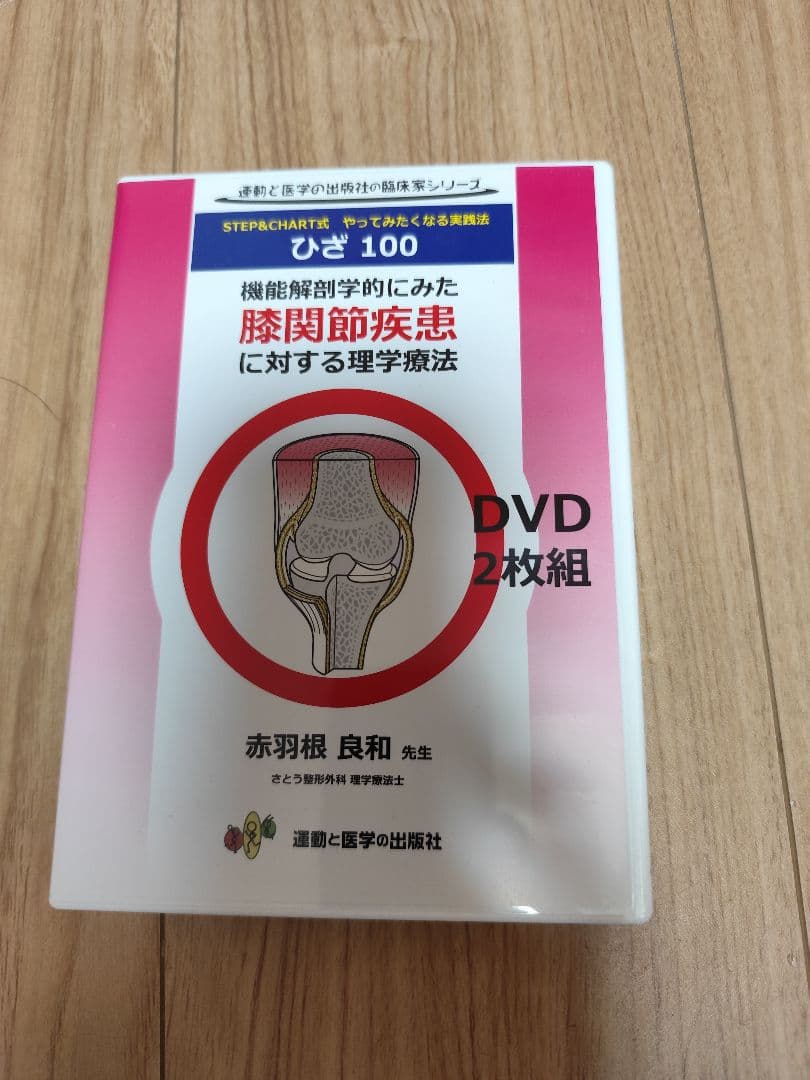 運動と医学の出版社の臨床家シリーズ
STEP&CHART式 やってみたくなる実践法
ひざ 100
機能解剖学的にみた
膝関節疾患
に対する理学療法
DVD
2枚組
赤羽根 良和 先生
さとう整形外科 理学療法士
運動と医学の出版社